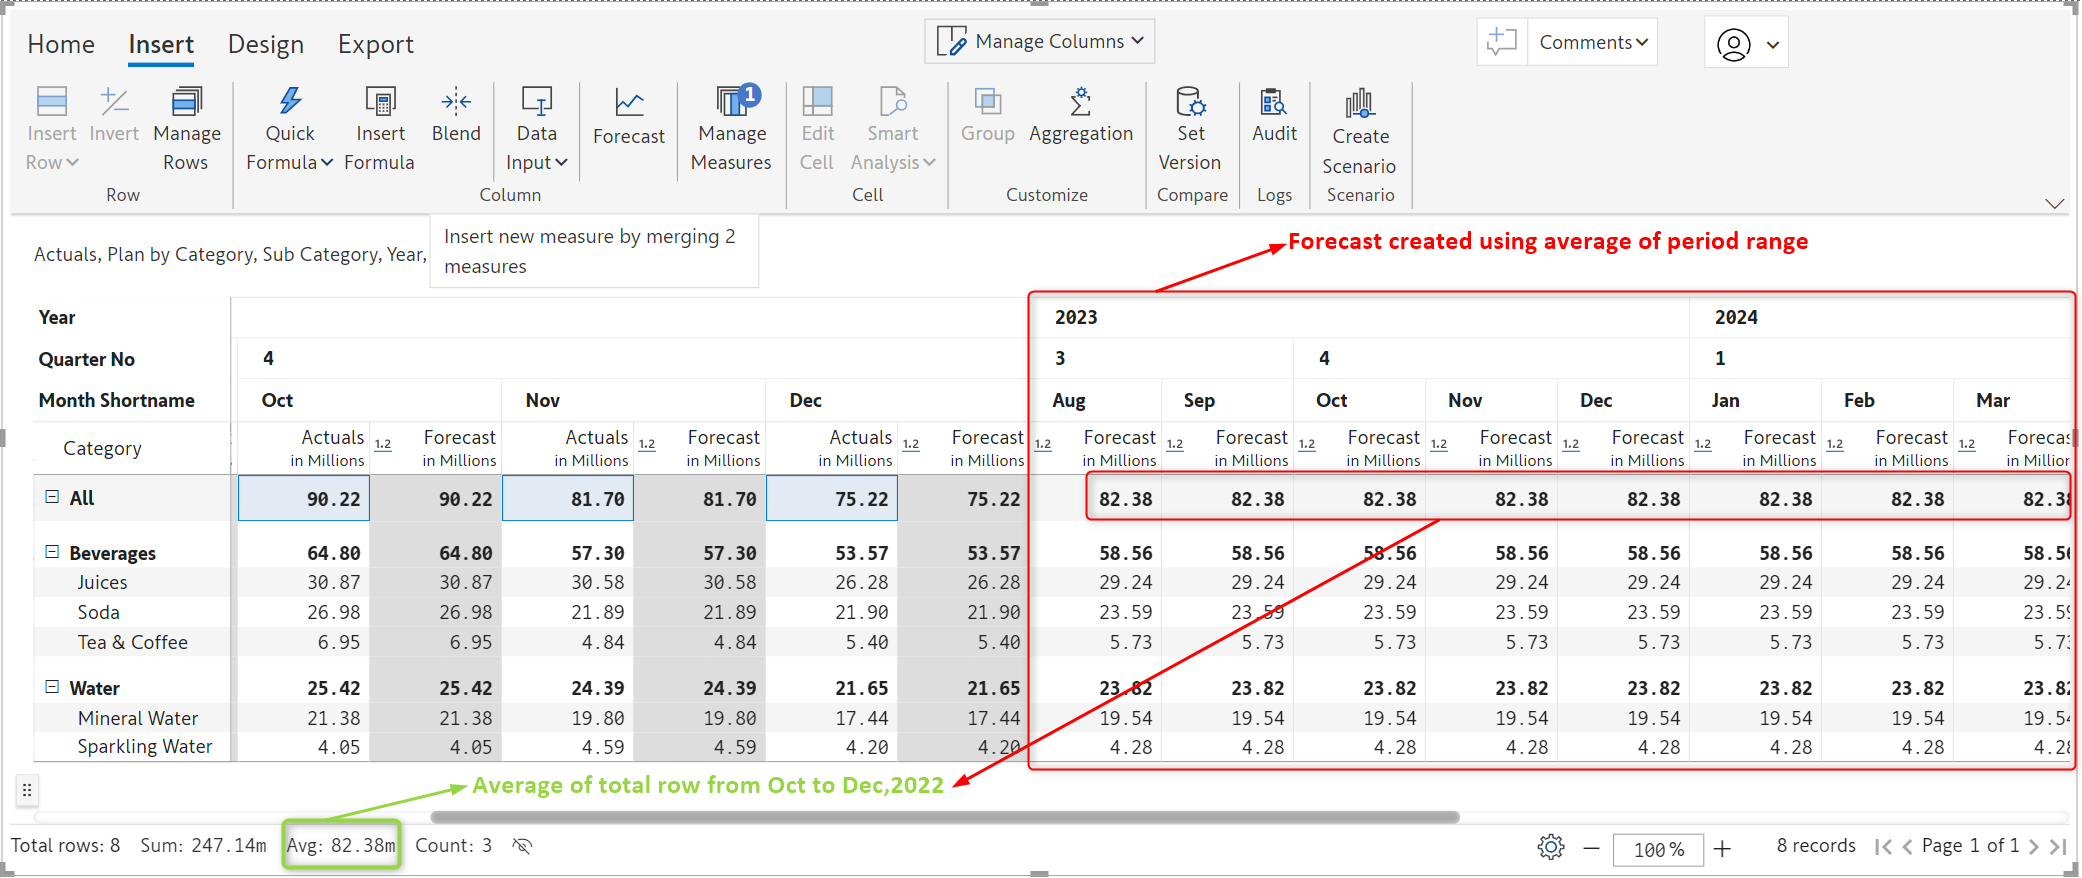 Home Insert Design Export Manage Columns Comments
Insert Row Invert Manage Rows Quick Formula Insert Formula Blend Data Input Forecast Manage Measures 1 Edit Cell Smart Analysis Group Aggregation Set Version Audit Create Scenario
Row Column Cell Customize Compare Logs Scenario
Insert new measure by merging 2
measures
Actuals, Plan by Category, Sub Category, Year,
Forecast created using average of period range
Year 2023 2024
Quarter No 4 3 4 1
Month Shortname Oct Nov Dec Aug Sep Oct Nov Dec Jan Feb Mar
Category Actuals 1.2 Forecast Actuals 1.2 Forecast Actuals 1.2 Forecast 1.2 Forecast 1.2 Forecast 1.2 Forecast 1.2 Forecast 1.2 Forecast 1.2 Forecast 1.2 Forecast 1.2 Forecas
in Millions in Millions in Millions in Millions in Millions in Millions in Millions in Millions in Millions in Millions in Millions in Millions in Millions in Million
All 90.22 90.22 81.70 81.70 75.22 75.22 82.38 82.38 82.38 82.38 82.38 82.38 82.38 82.38
Beverages 64.80 64.80 57.30 57.30 53.57 53.57 58.56 58.56 58.56 58.56 58.56 58.56 58.56 58.56
Juices 30.87 30.87 30.58 30.58 26.28 26.28 29.24 29.24 29.24 29.24 29.24 29.24 29.24 29.24
Soda 26.98 26.98 21.89 21.89 21.90 21.90 23.59 23.59 23.59 23.59 23.59 23.59 23.59 23.59
Tea & Coffee 6.95 6.95 4.84 4.84 5.40 5.40 5.73 5.73 5.73 5.73 5.73 5.73 5.73 5.73
Water 25.42 25.42 24.39 24.39 21.65 21.65 23.82 23.82 23.82 23.82 23.82 23.82 23.82 23.82
Mineral Water 21.38 21.38 19.80 19.80 17.44 17.44 19.54 19.54 19.54 19.54 19.54 19.54 19.54 19.54
Sparkling Water 4.05 4.05 4.59 4.59 4.20 4.20 4.28 4.28 4.28 4.28 4.28 4.28 4.28 4.28
Average of total row from Oct to Dec,2022
Total rows: 8 Sum: 247.14m Avg: 82.38m Count: 3 100 % 8 records Page 1 of 1